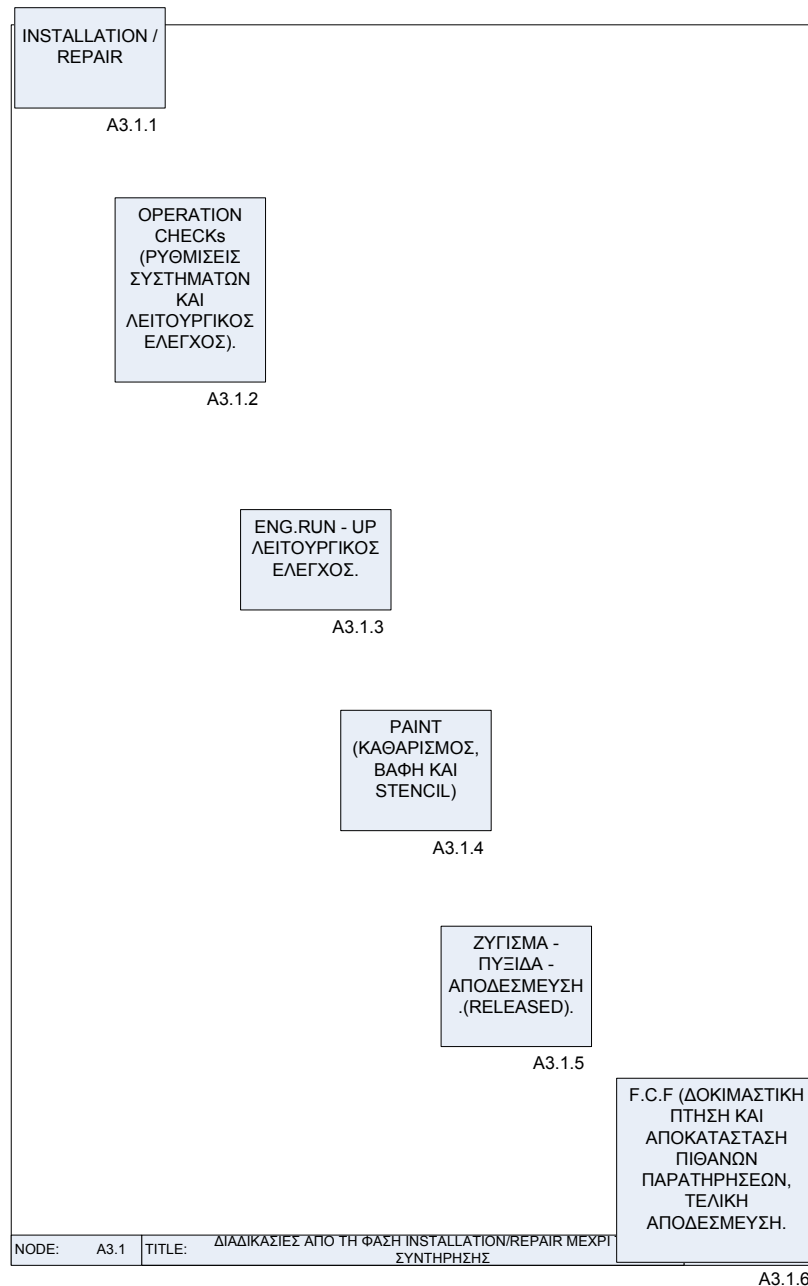 INSTALLATION /
REPAIR
A3.1.1
OPERATION
CHECKs
(ΡΥΘΜΙΣΕΙΣ
ΣΥΣΤΗΜΑΤΩΝ
ΚΑΙ
ΛΕΙΤΟΥΡΓΙΚΟΣ
ΕΛΕΓΧΟΣ).
A3.1.2
ENG.RUN - UP
ΛΕΙΤΟΥΡΓΙΚΟΣ
ΕΛΕΓΧΟΣ.
A3.1.3
PAINT
(ΚΑΘΑΡΙΣΜΟΣ,
ΒΑΦΗ ΚΑΙ
STENCIL)
A3.1.4
ΖΥΓΙΣΜΑ -
ΠΥΞΙΔΑ -
ΑΠΟΔΕΣΜΕΥΣΗ
.(RELEASED).
A3.1.5
F.C.F (ΔΟΚΙΜΑΣΤΙΚΗ
ΠΤΗΣΗ ΚΑΙ
ΑΠΟΚΑΤΑΣΤΑΣΗ
ΠΙΘΑΝΩΝ
ΠΑΡΑΤΗΡΗΣΕΩΝ,
ΤΕΛΙΚΗ
ΑΠΟΔΕΣΜΕΥΣΗ.
A3.1.6
NODE: A3.1 TITLE: ΔΙΑΔΙΚΑΣΙΕΣ ΑΠΟ ΤΗ ΦΑΣΗ INSTALLATION/REPAIR ΜΕΧΡΙ
ΣΥΝΤΗΡΗΣΗΣ